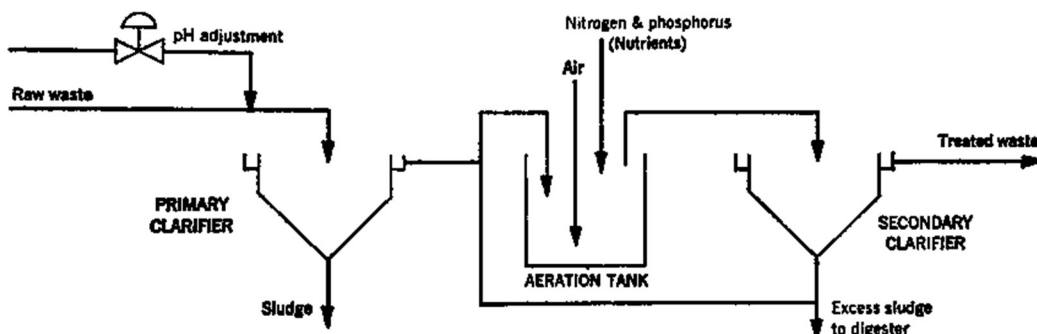 pH adjustment
Raw waste
Nitrogen & phosphorus
(Nutrients)
Air
Treated waste
PRIMARY
CLARIFIER
AERATION TANK
SECONDARY
CLARIFIER
Sludge
Excess sludge
to digester